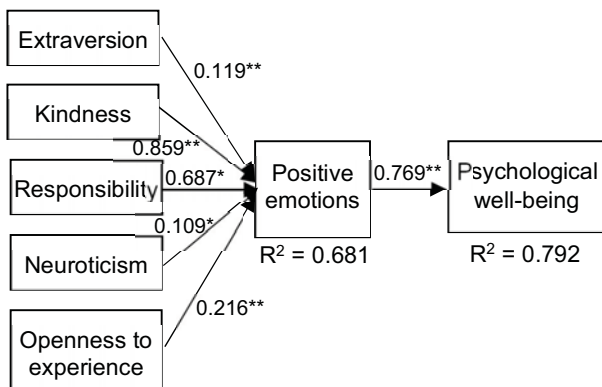 Extraversion
0.119**
Kindness
0.859**
Responsibility
0.687*
Positive
emotions
0.769**
Psychological
well-being
0.109*
Neuroticism
R² = 0.681
R² = 0.792
0.216**
Openness to
experience